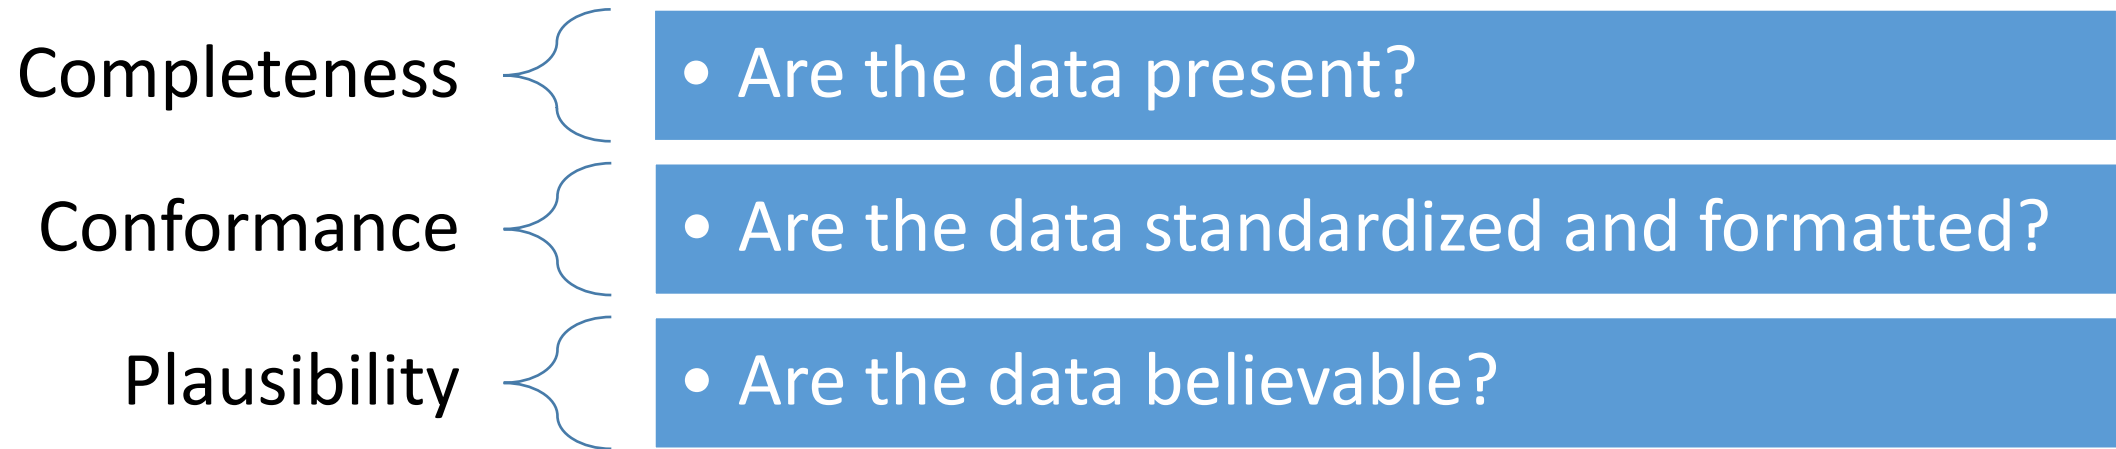 Completeness
• Are the data present?
Conformance
• Are the data standardized and formatted?
Plausibility
• Are the data believable?